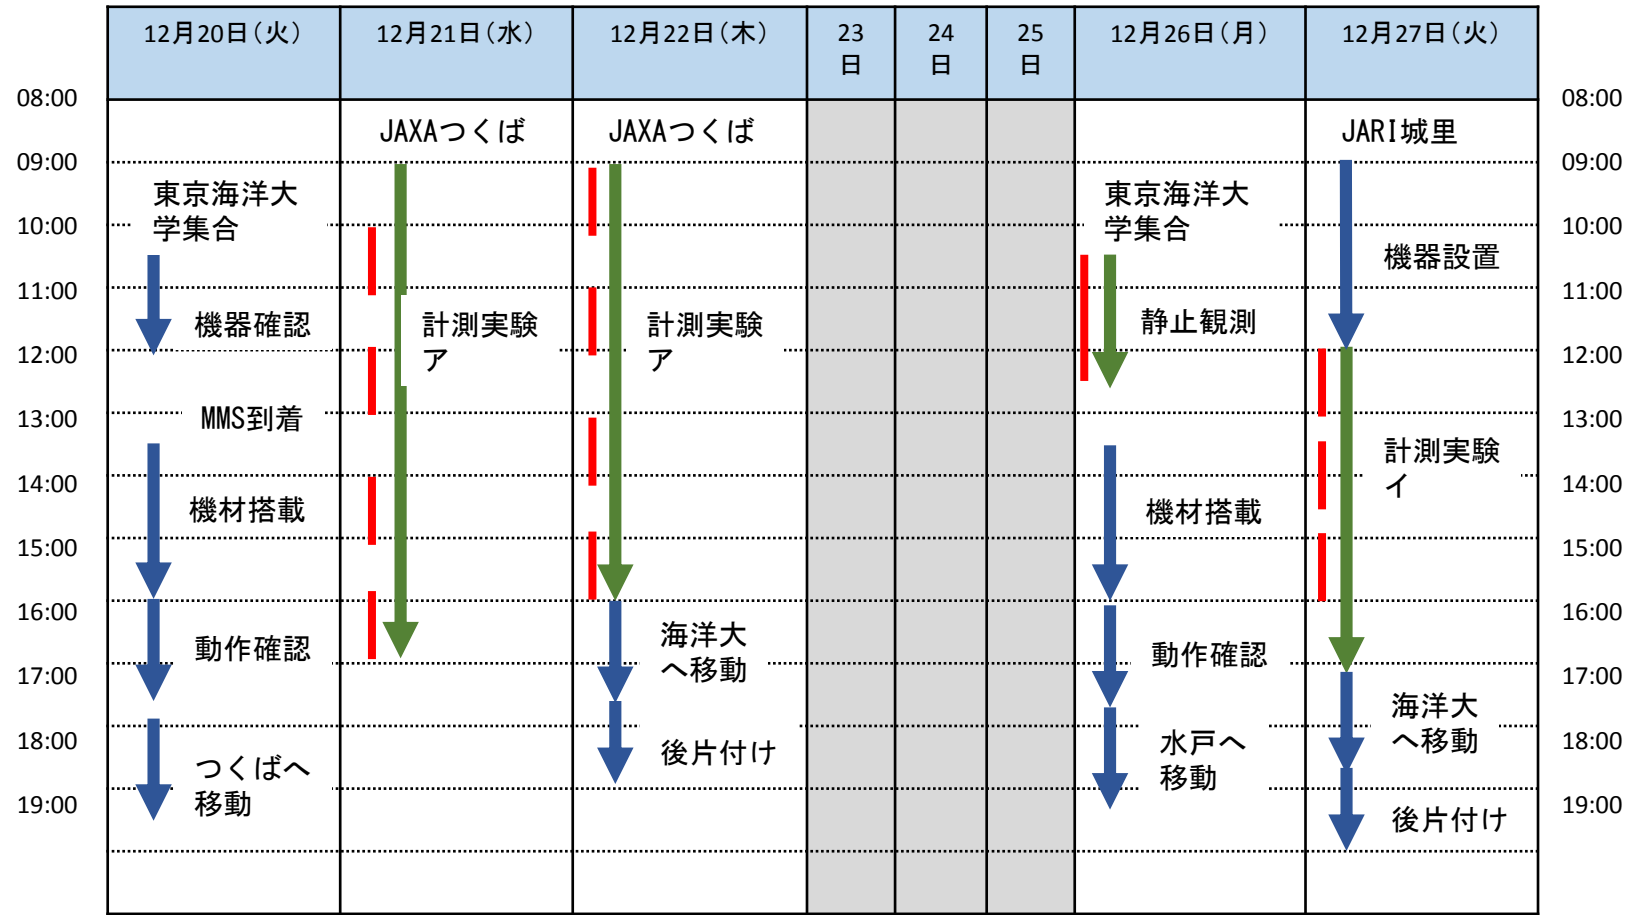 12月20日(火)
12月21日(水)
12月22日(木)
23
日
24
日
25
日
12月26日(月)
12月27日(火)
08:00
09:00
10:00
11:00
12:00
13:00
14:00
15:00
16:00
17:00
18:00
19:00
東京海洋大
学集合
機器確認
MMS到着
機材搭載
動作確認
つくばへ
移動
JAXAつくば
計測実験
ア
JAXAつくば
計測実験
ア
海洋大
へ移動
後片付け
東京海洋大
学集合
静止観測
機材搭載
動作確認
水戸へ
移動
JARI城里
機器設置
計測実験
イ
海洋大
へ移動
後片付け
08:00
09:00
10:00
11:00
12:00
13:00
14:00
15:00
16:00
17:00
18:00
19:00